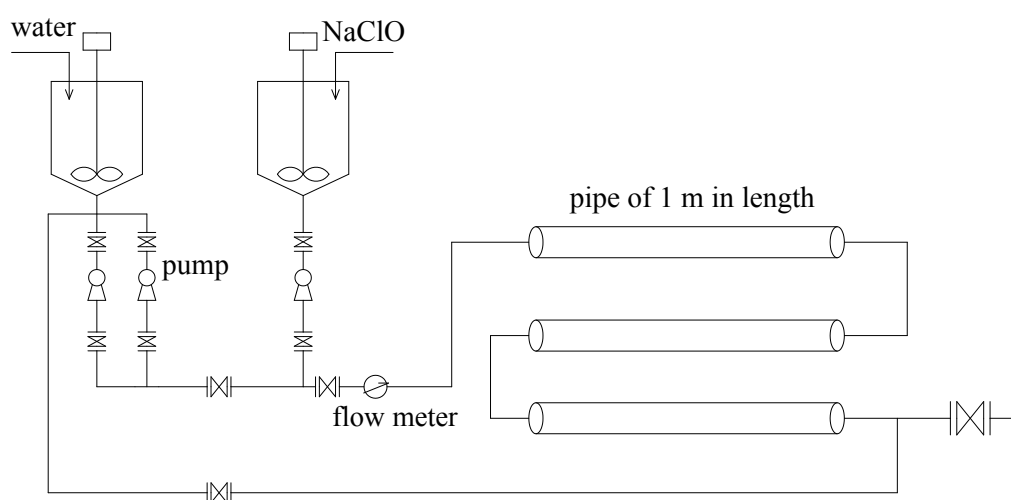 water
NaClO
pipe of 1 m in length
pump
flow meter